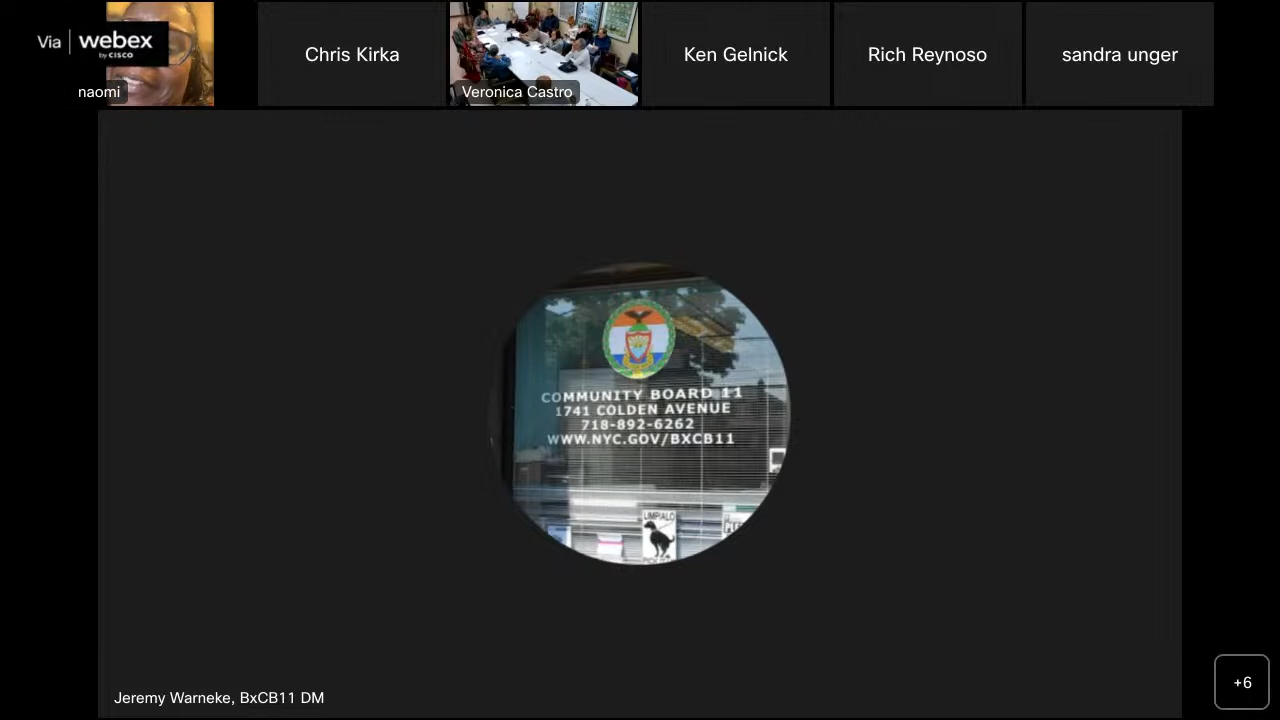 Via webex
by CISCO
naomi
Chris Kirka
Veronica Castro
Ken Gelnick
Rich Reynoso
sandra unger
COMMUNITY BOARD 11
1741 COLDEN AVENUE
718-892-6262
WWW.NYC.GOV/BXCB11
LIMPIALO
Jeremy Warneke, BxCB11 DM
+6